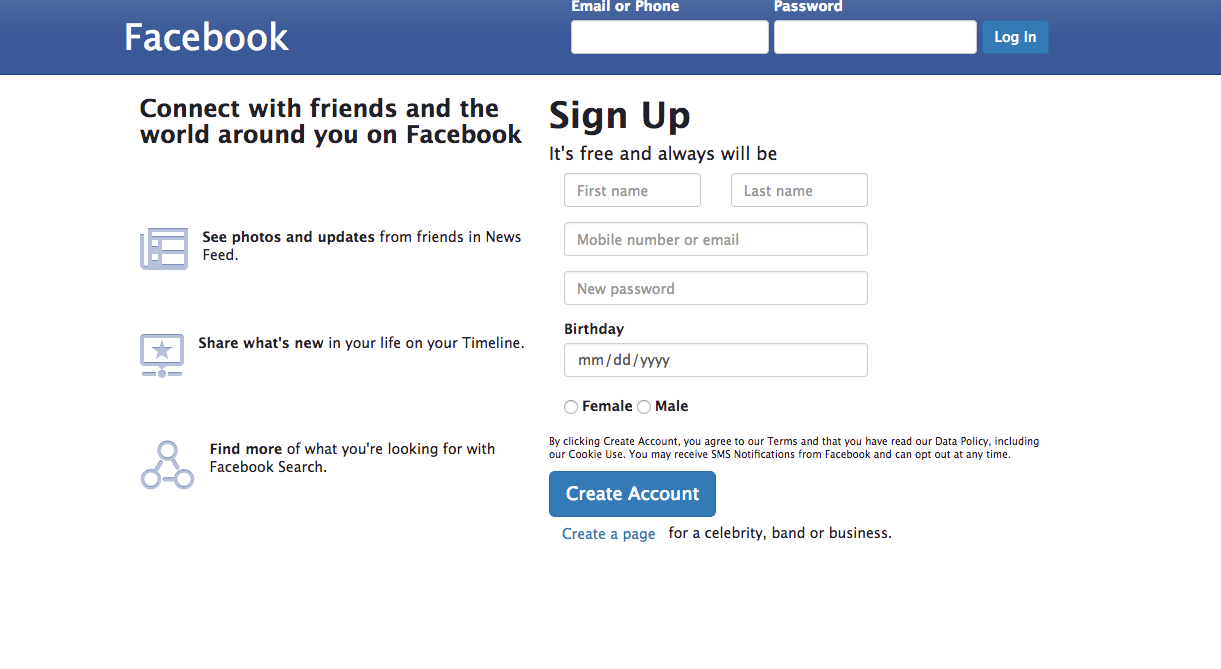 Email or Phone Password
Facebook
Log In
Connect with friends and the
world around you on Facebook
See photos and updates from friends in News
Feed.
Share what's new in your life on your Timeline.
Find more of what you're looking for with
Facebook Search.
Sign Up
It's free and always will be
First name Last name
Mobile number or email
New password
Birthday
mm/dd/yyyy
Female Male
By clicking Create Account, you agree to our Terms and that you have read our Data Policy, including
our Cookie Use. You may receive SMS Notifications from Facebook and can opt out at any time.
Create Account
Create a page for a celebrity, band or business.